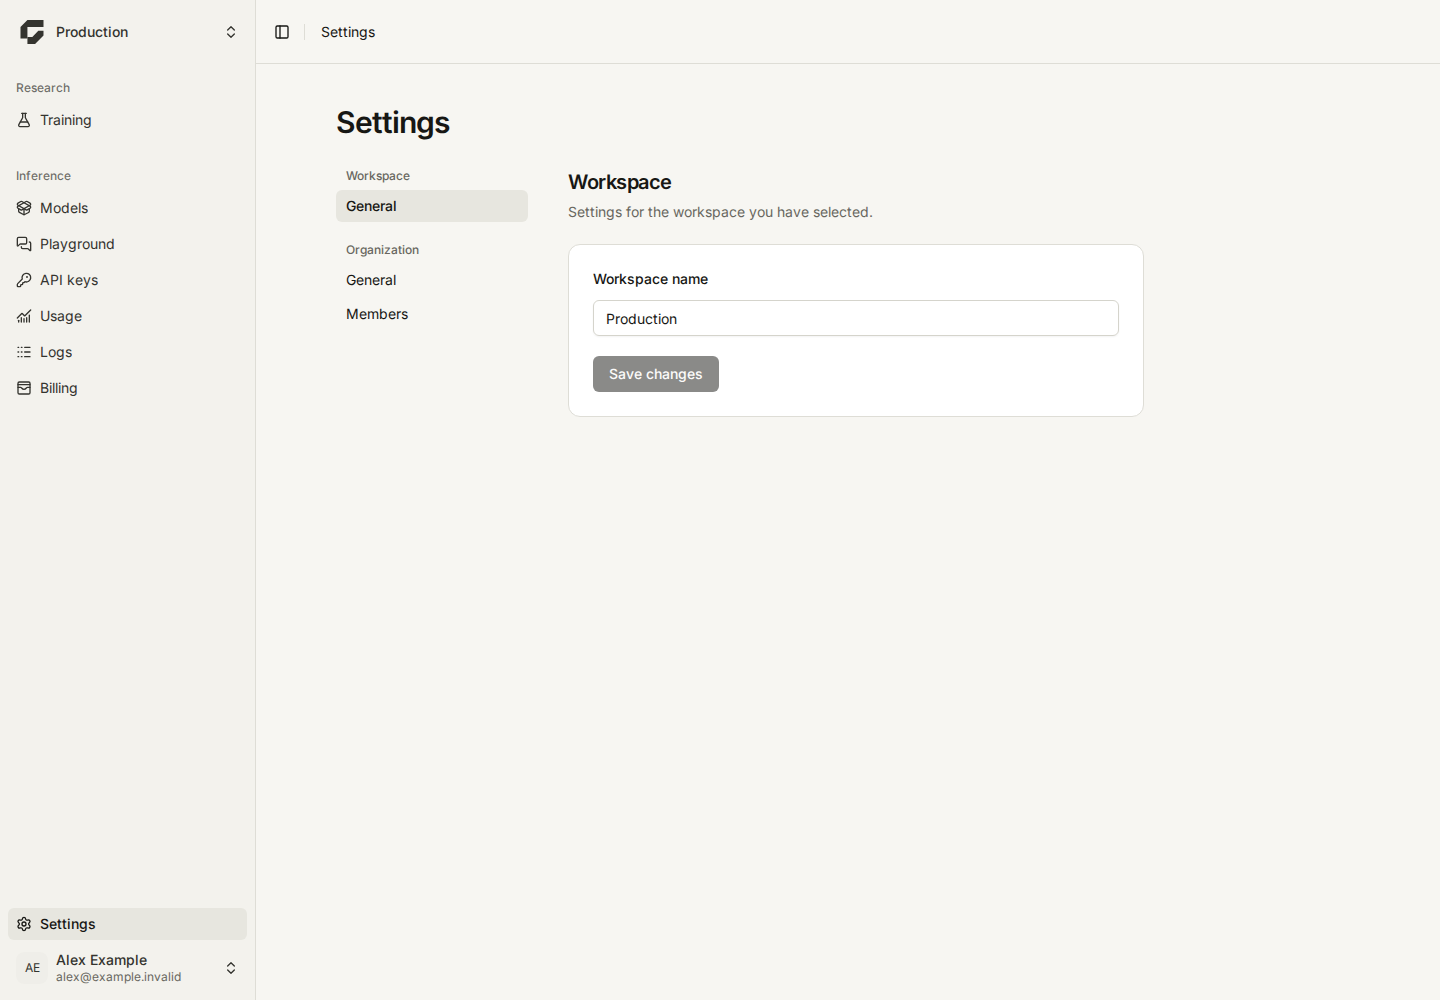 Production
Research
Training
Inference
Models
Playground
API keys
Usage
Logs
Billing
Settings
AE
Alex Example
alex@example.invalid
Settings
Settings
Workspace
General
Organization
General
Members
Workspace
Settings for the workspace you have selected.
Workspace name
Production
Save changes